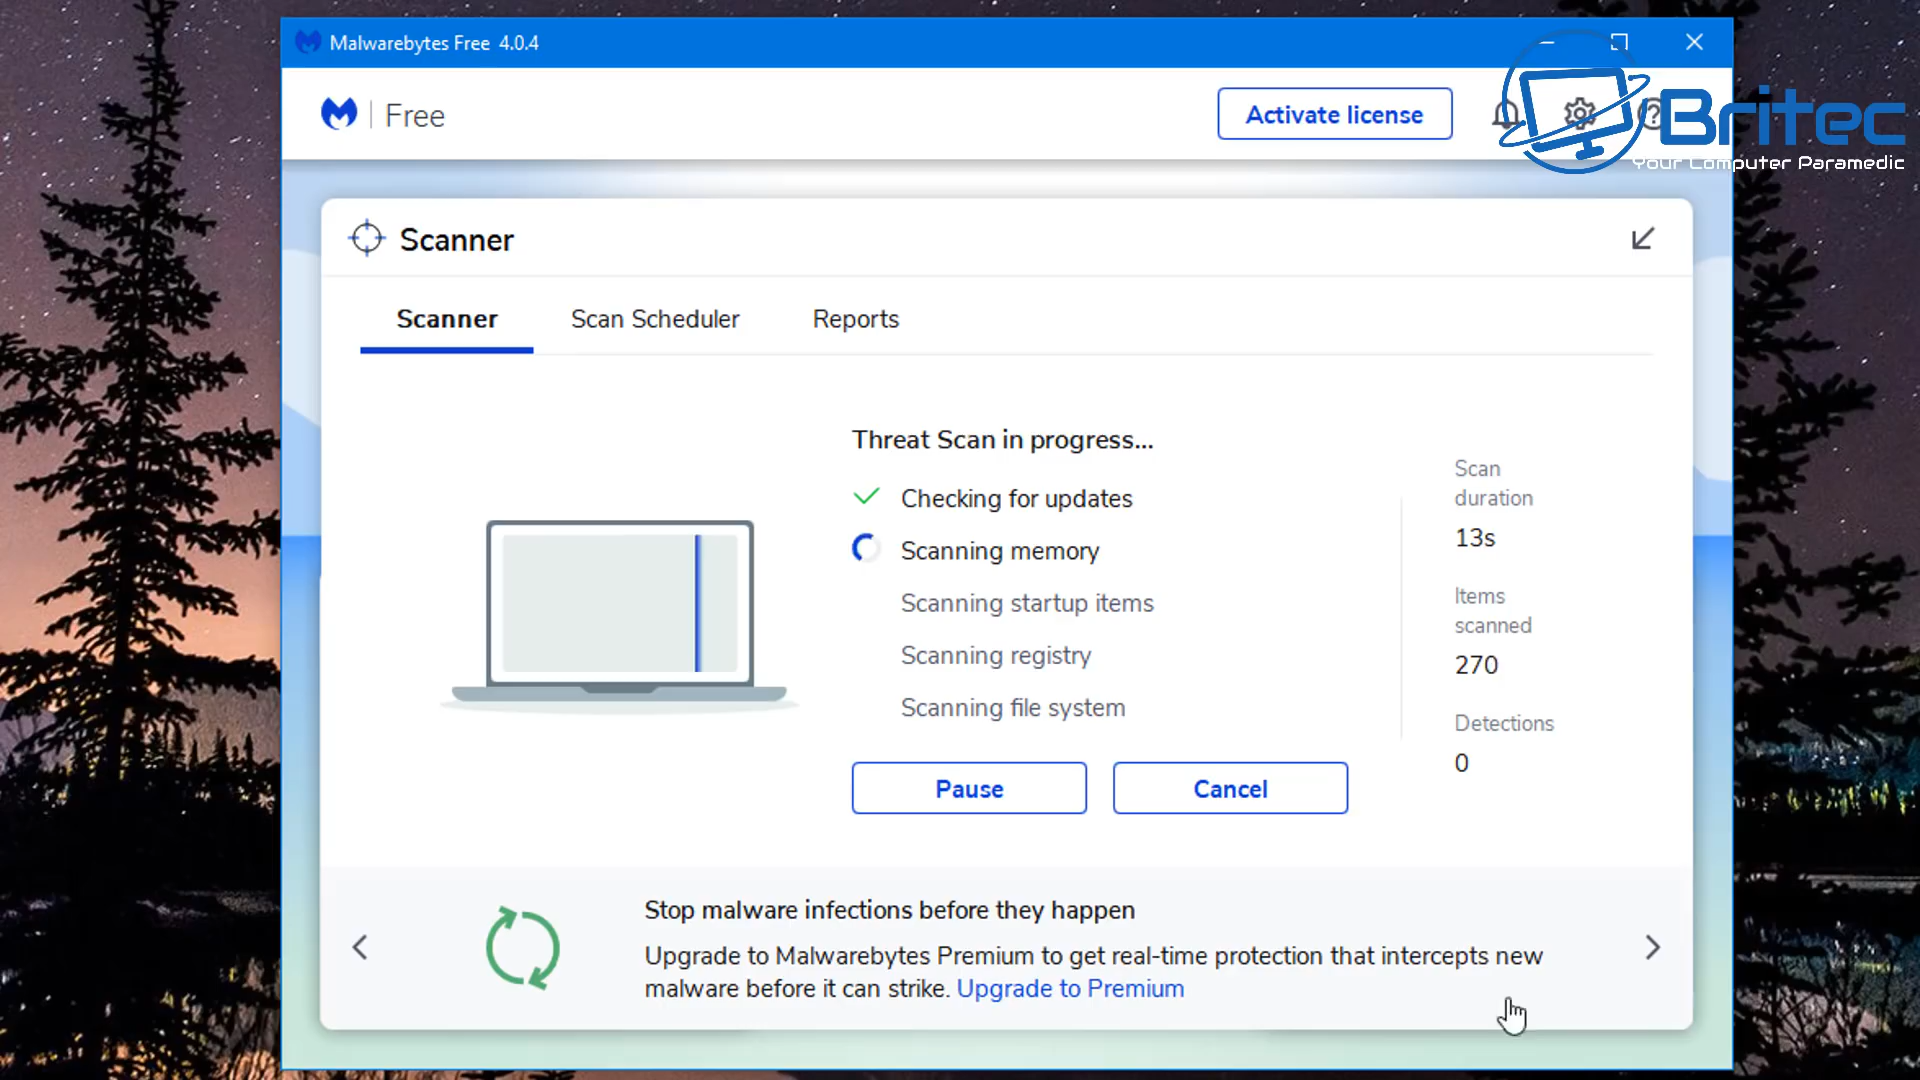 Malwarebytes Free 4.0.4
Free
Activate license
Britec
Your Computer Paramedic
Scanner
Scanner
Scan Scheduler
Reports
Threat Scan in progress...
Checking for updates
Scanning memory
Scanning startup items
Scanning registry
Scanning file system
Pause
Cancel
Scan
duration
13s
Items
scanned
270
Detections
0
Stop malware infections before they happen
Upgrade to Malwarebytes Premium to get real-time protection that intercepts new
malware before it can strike. Upgrade to Premium